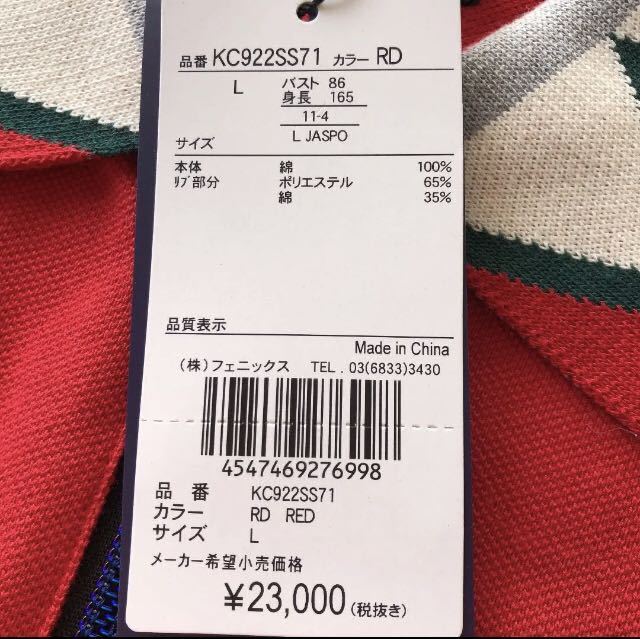 品番 KC922SS71 カラー RD
L バスト 86
身長 165
11-4
サイズ L JASPO
本体 綿 100%
ﾘﾌﾞ部分 ポリエステル 65%
綿 35%
品質表示
Made in China
(株)フェニックス TEL. 03(6833)3430
4547469276998
品番 KC922SS71
カラー RD RED
サイズ L
メーカー希望小売価格
¥23,000(税抜き)